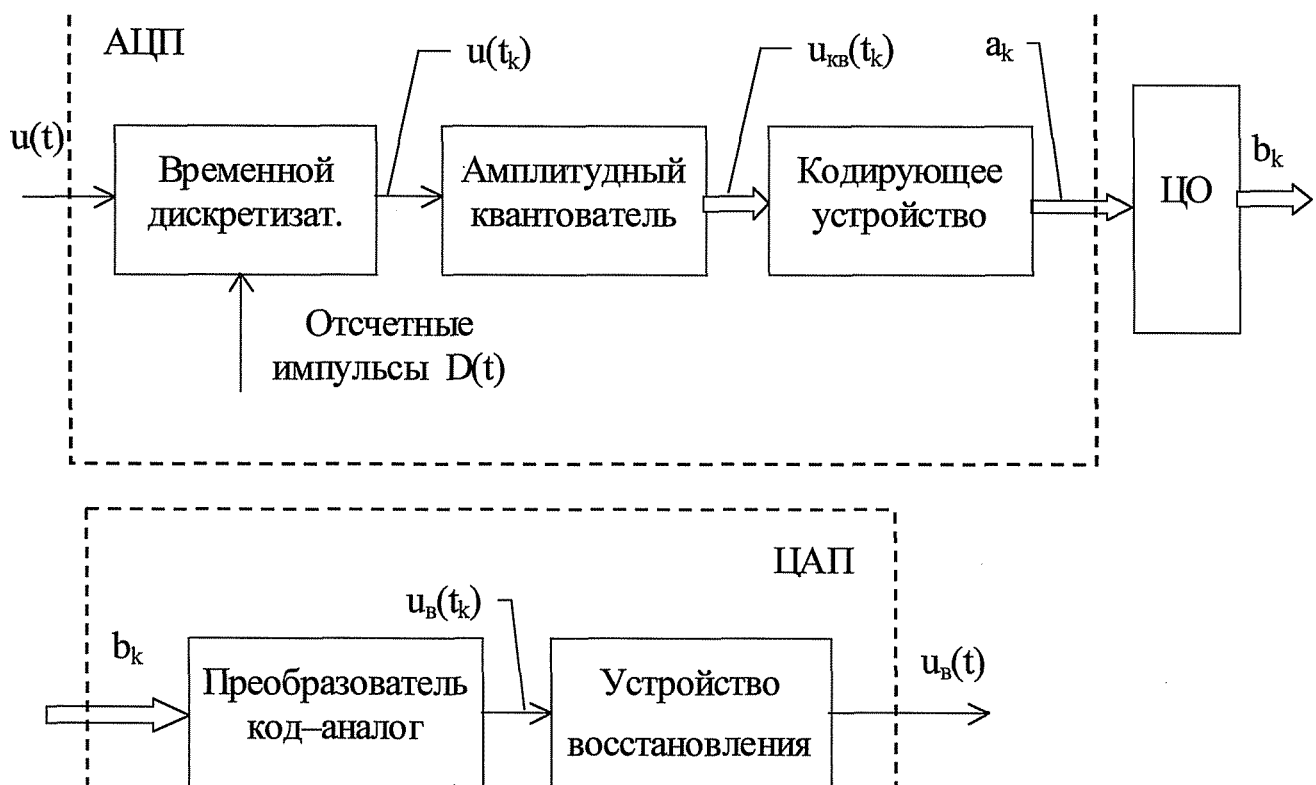 АЦП
u(tk)
uкв(tk)
ak
u(t)
bk
Временной
дискретизат.
Амплитудный
квантователь
Кодирующее
устройство
ЦО
Отсчетные
импульсы D(t)
ЦАП
uв(tk)
bk
Преобразователь
код–аналог
Устройство
восстановления
uв(t)